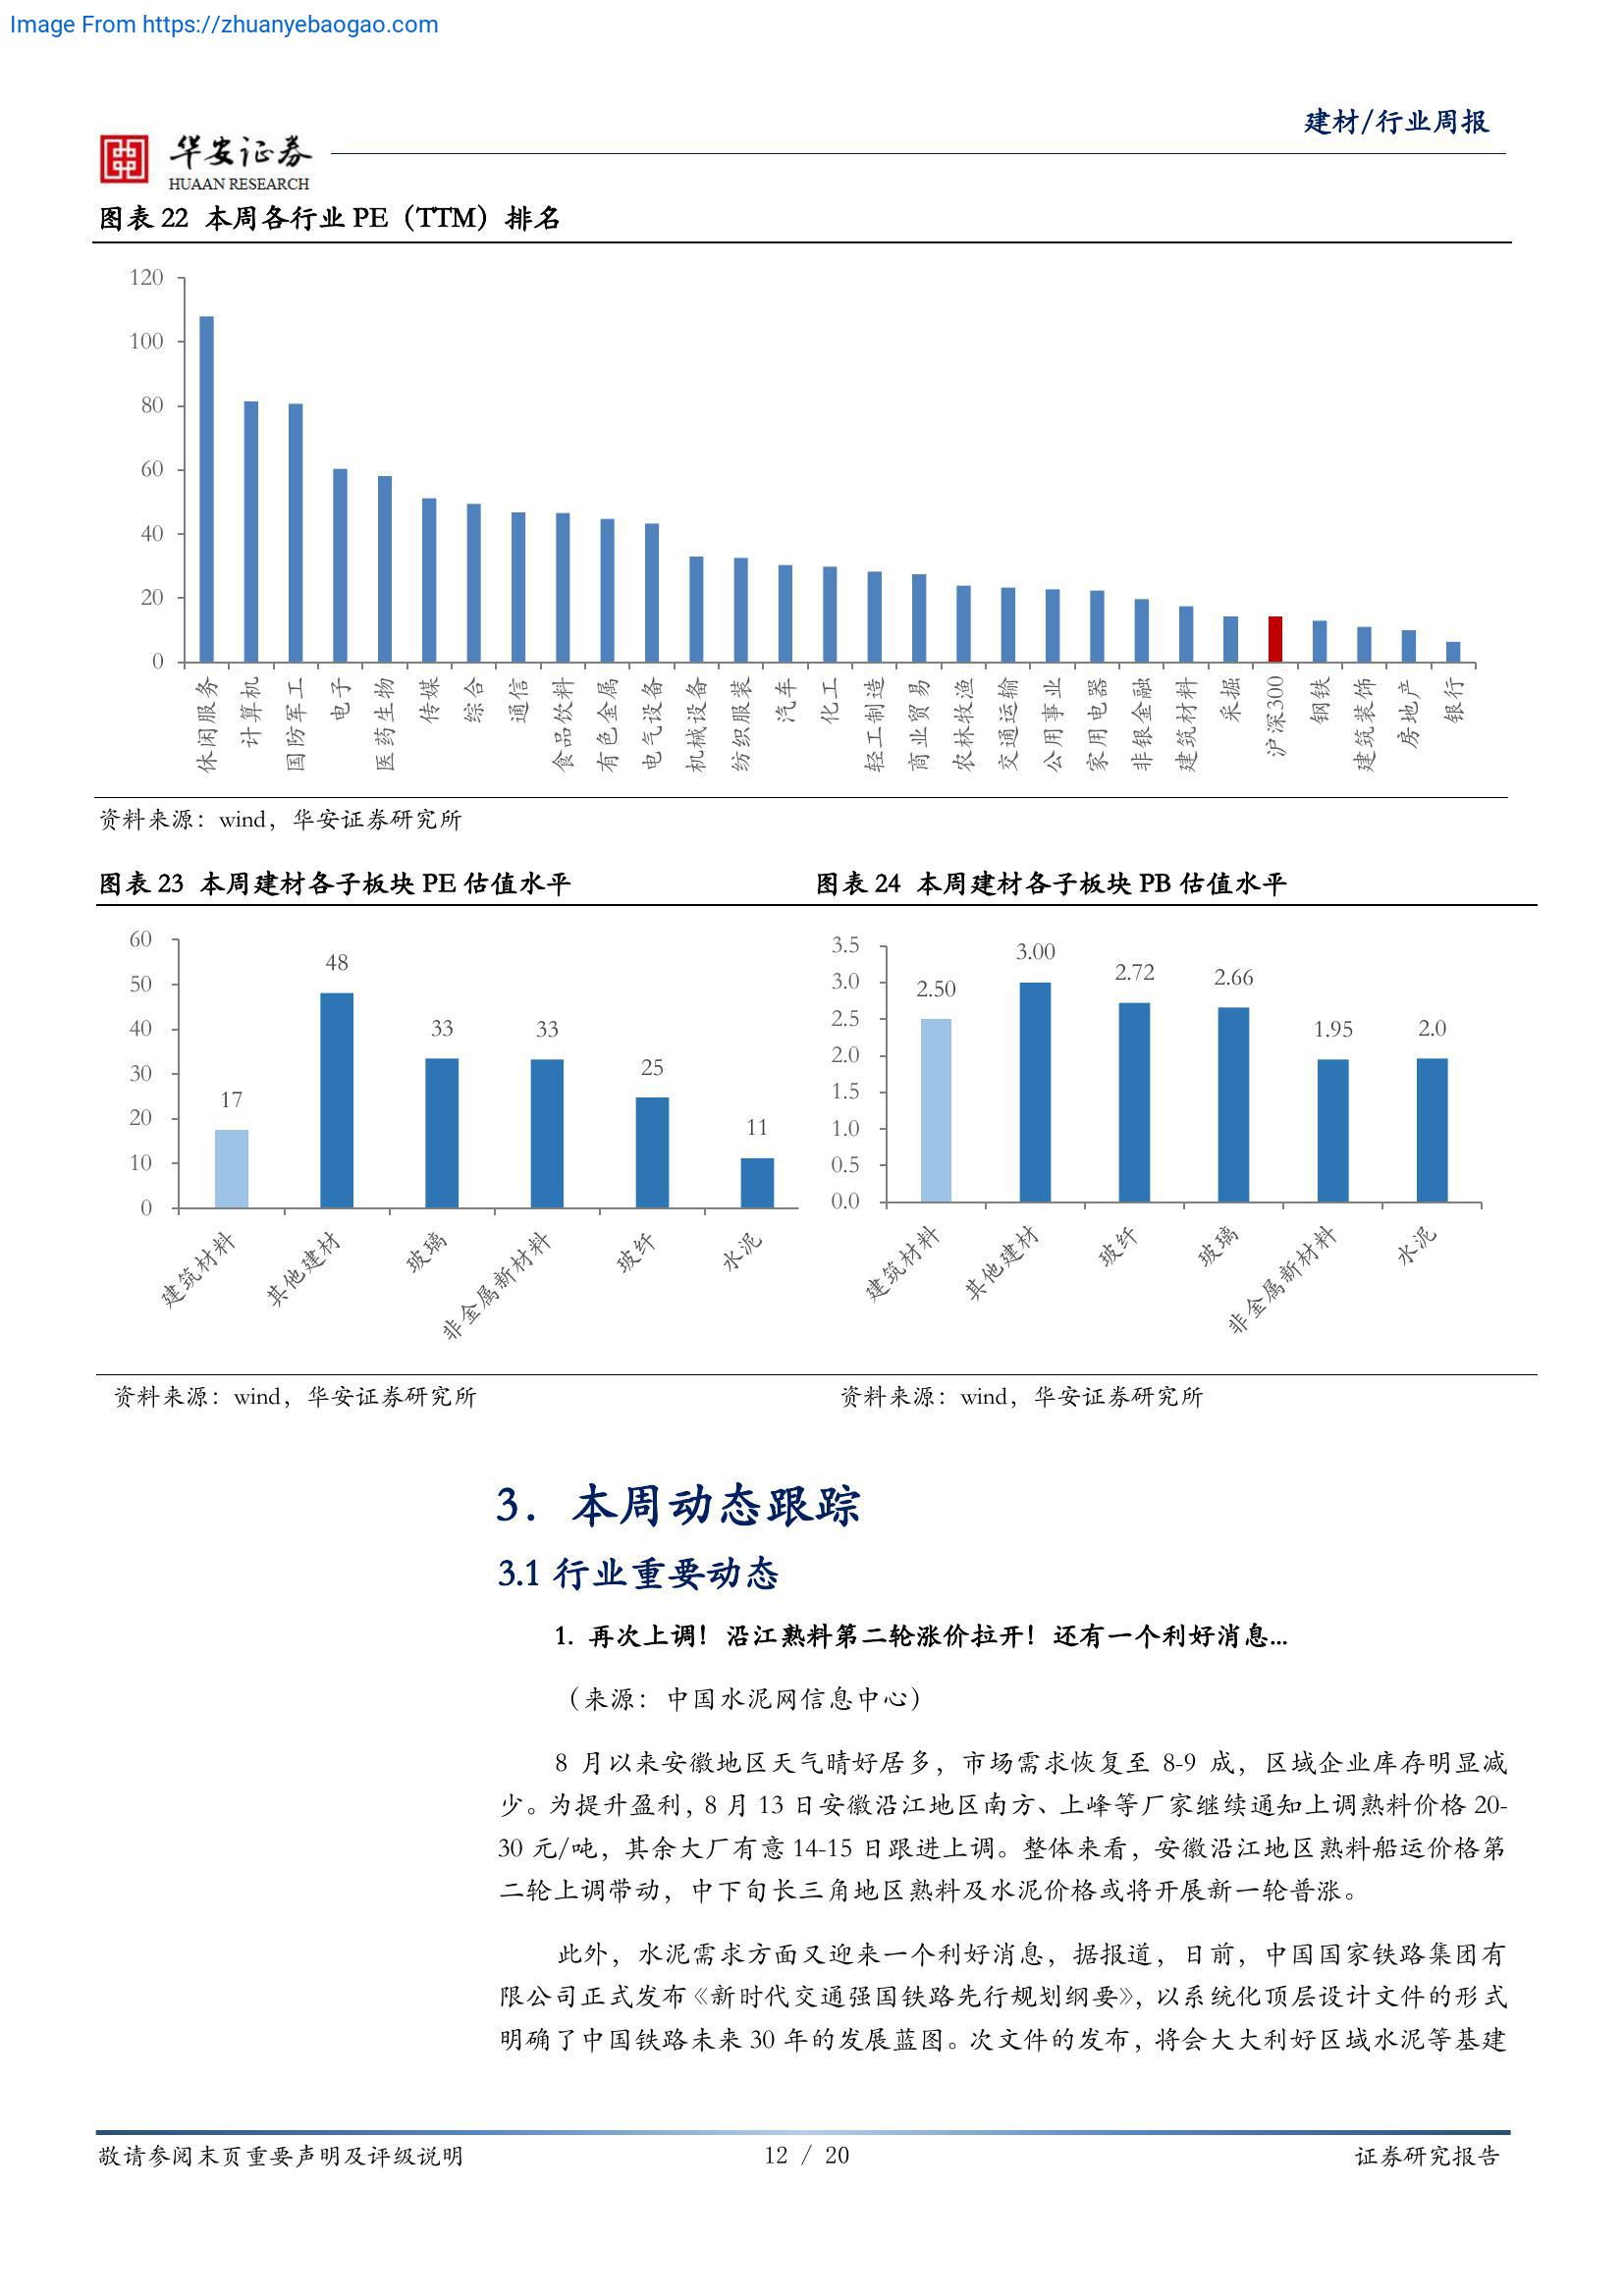 Image From https://zhuanyebaogao.com
建材/行业周报
华安证券
HUAAN RESEARCH
图表 22 本周各行业 PE（TTM）排名
120
100
80
60
40
20
0
休闲服务
计算机
国防军工
电子
医药生物
传媒
综合
通信
食品饮料
有色金属
电气设备
机械设备
纺织服装
汽车
化工
轻工制造
商业贸易
农林牧渔
交通运输
公用事业
家用电器
非银金融
建筑材料
采掘
沪深300
钢铁
建筑装饰
房地产
银行
资料来源：wind，华安证券研究所
图表 23 本周建材各子板块 PE 估值水平
60
50
40
30
20
10
0
17
48
33
33
25
11
建筑材料
其他建材
玻璃
非金属新材料
玻纤
水泥
资料来源：wind，华安证券研究所
图表 24 本周建材各子板块 PB 估值水平
3.5
3.0
2.5
2.0
1.5
1.0
0.5
0.0
2.50
3.00
2.72
2.66
1.95
2.0
建筑材料
其他建材
玻纤
玻璃
非金属新材料
水泥
资料来源：wind，华安证券研究所
3. 本周动态跟踪
3.1 行业重要动态
1. 再次上调！沿江熟料第二轮涨价拉开！还有一个利好消息...
（来源：中国水泥网信息中心）
8 月以来安徽地区天气晴好居多，市场需求恢复至 8-9 成，区域企业库存明显减
少。为提升盈利，8 月 13 日安徽沿江地区南方、上峰等厂家继续通知上调熟料价格 20-
30 元/吨，其余大厂有意 14-15 日跟进上调。整体来看，安徽沿江地区熟料船运价格第
二轮上调带动，中下旬长三角地区熟料及水泥价格或将开展新一轮普涨。
此外，水泥需求方面又迎来一个利好消息，据报道，日前，中国国家铁路集团有
限公司正式发布《新时代交通强国铁路先行规划纲要》，以系统化顶层设计文件的形式
明确了中国铁路未来 30 年的发展蓝图。次文件的发布，将会大大利好区域水泥等基建
敬请参阅末页重要声明及评级说明
12 / 20
证券研究报告